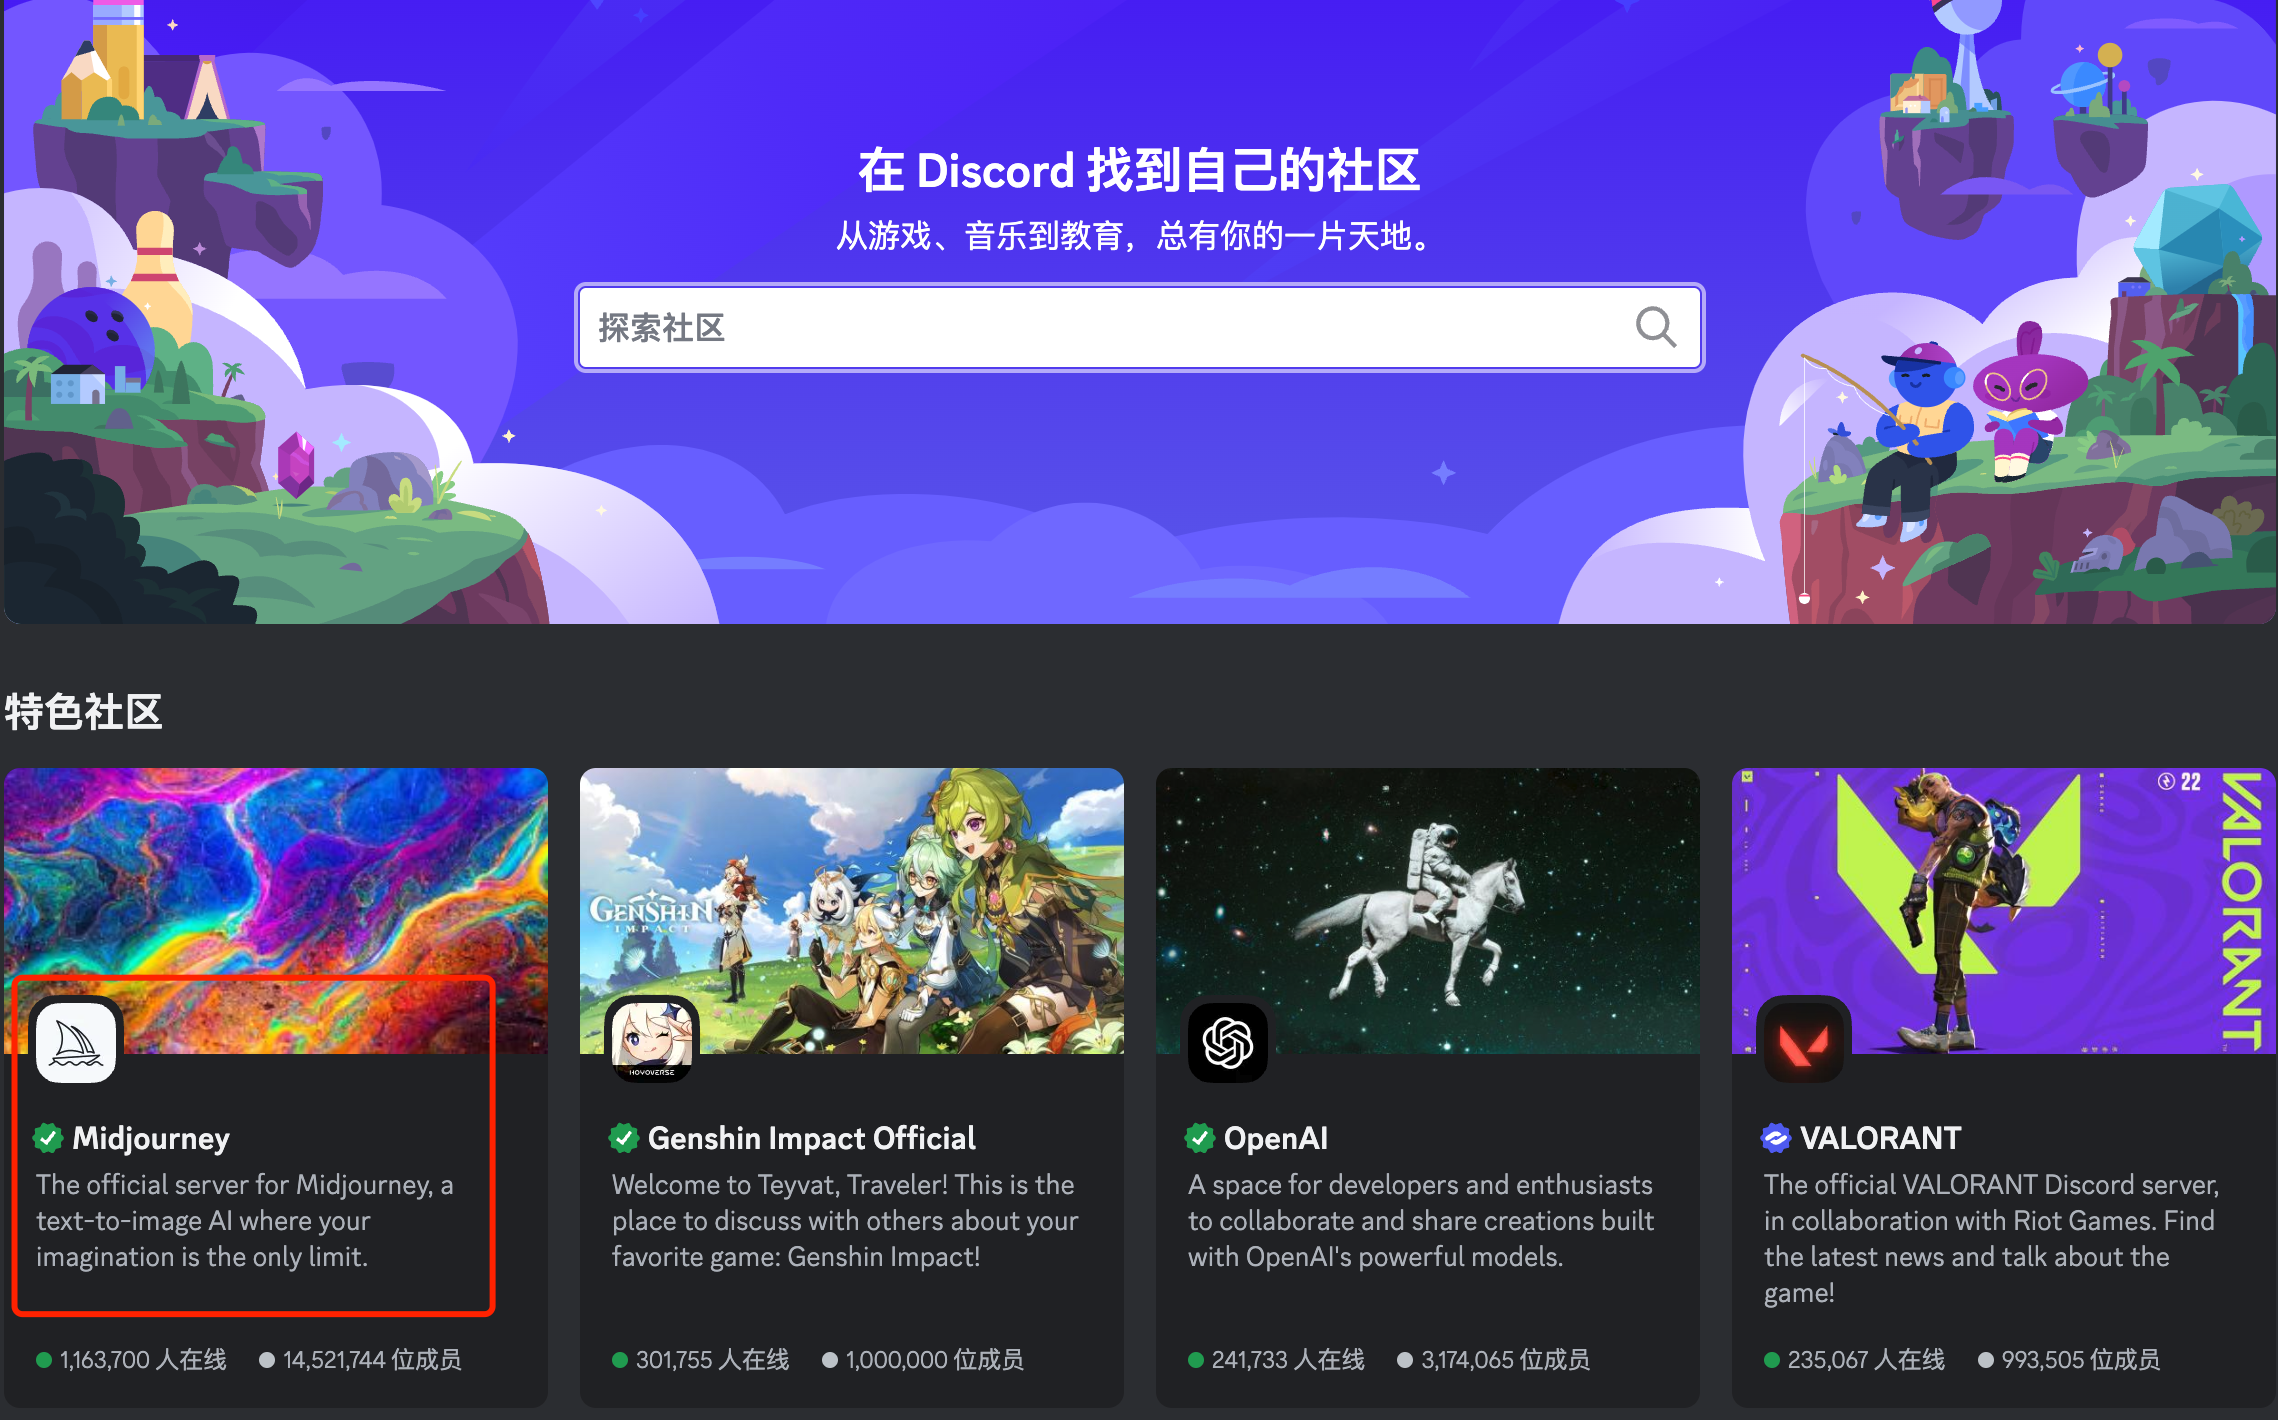 在 Discord 找到自己的社区
从游戏、音乐到教育，总有你的一片天地。
探索社区
特色社区
GENSHIN
IMPACT
22
VALORANT
HOYOVERSE
Midjourney
The official server for Midjourney, a
text-to-image AI where your
imagination is the only limit.
1,163,700 人在线 14,521,744 位成员
Genshin Impact Official
Welcome to Teyvat, Traveler! This is the
place to discuss with others about your
favorite game: Genshin Impact!
301,755 人在线 1,000,000 位成员
OpenAI
A space for developers and enthusiasts
to collaborate and share creations built
with OpenAI's powerful models.
241,733 人在线 3,174,065 位成员
VALORANT
The official VALORANT Discord server,
in collaboration with Riot Games. Find
the latest news and talk about the
game!
235,067 人在线 993,505 位成员